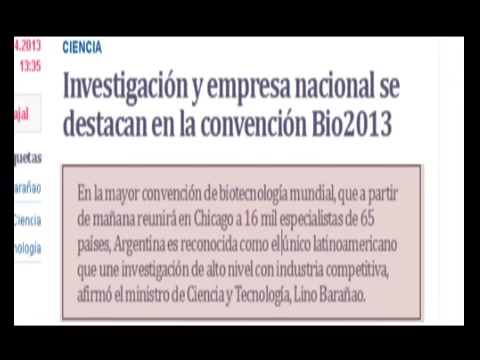 4.2013
13:35
ajal
quetas
Barañao
Ciencia
nología
CIENCIA
Investigación y empresa nacional se
destacan en la convención Bio2013
En la mayor convención de biotecnología mundial, que a partir
de mañana reunirá en Chicago a 16 mil especialistas de 65
países, Argentina es reconocida como el único latinoamericano
que une investigación de alto nivel con industria competitiva,
afirmó el ministro de Ciencia y Tecnología, Lino Barañao.